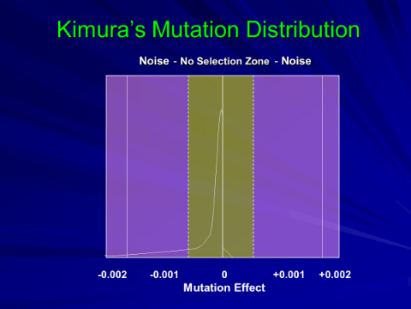 Kimura's Mutation Distribution
Noise - No Selection Zone - Noise
-0.002 -0.001 0 +0.001 +0.002
Mutation Effect